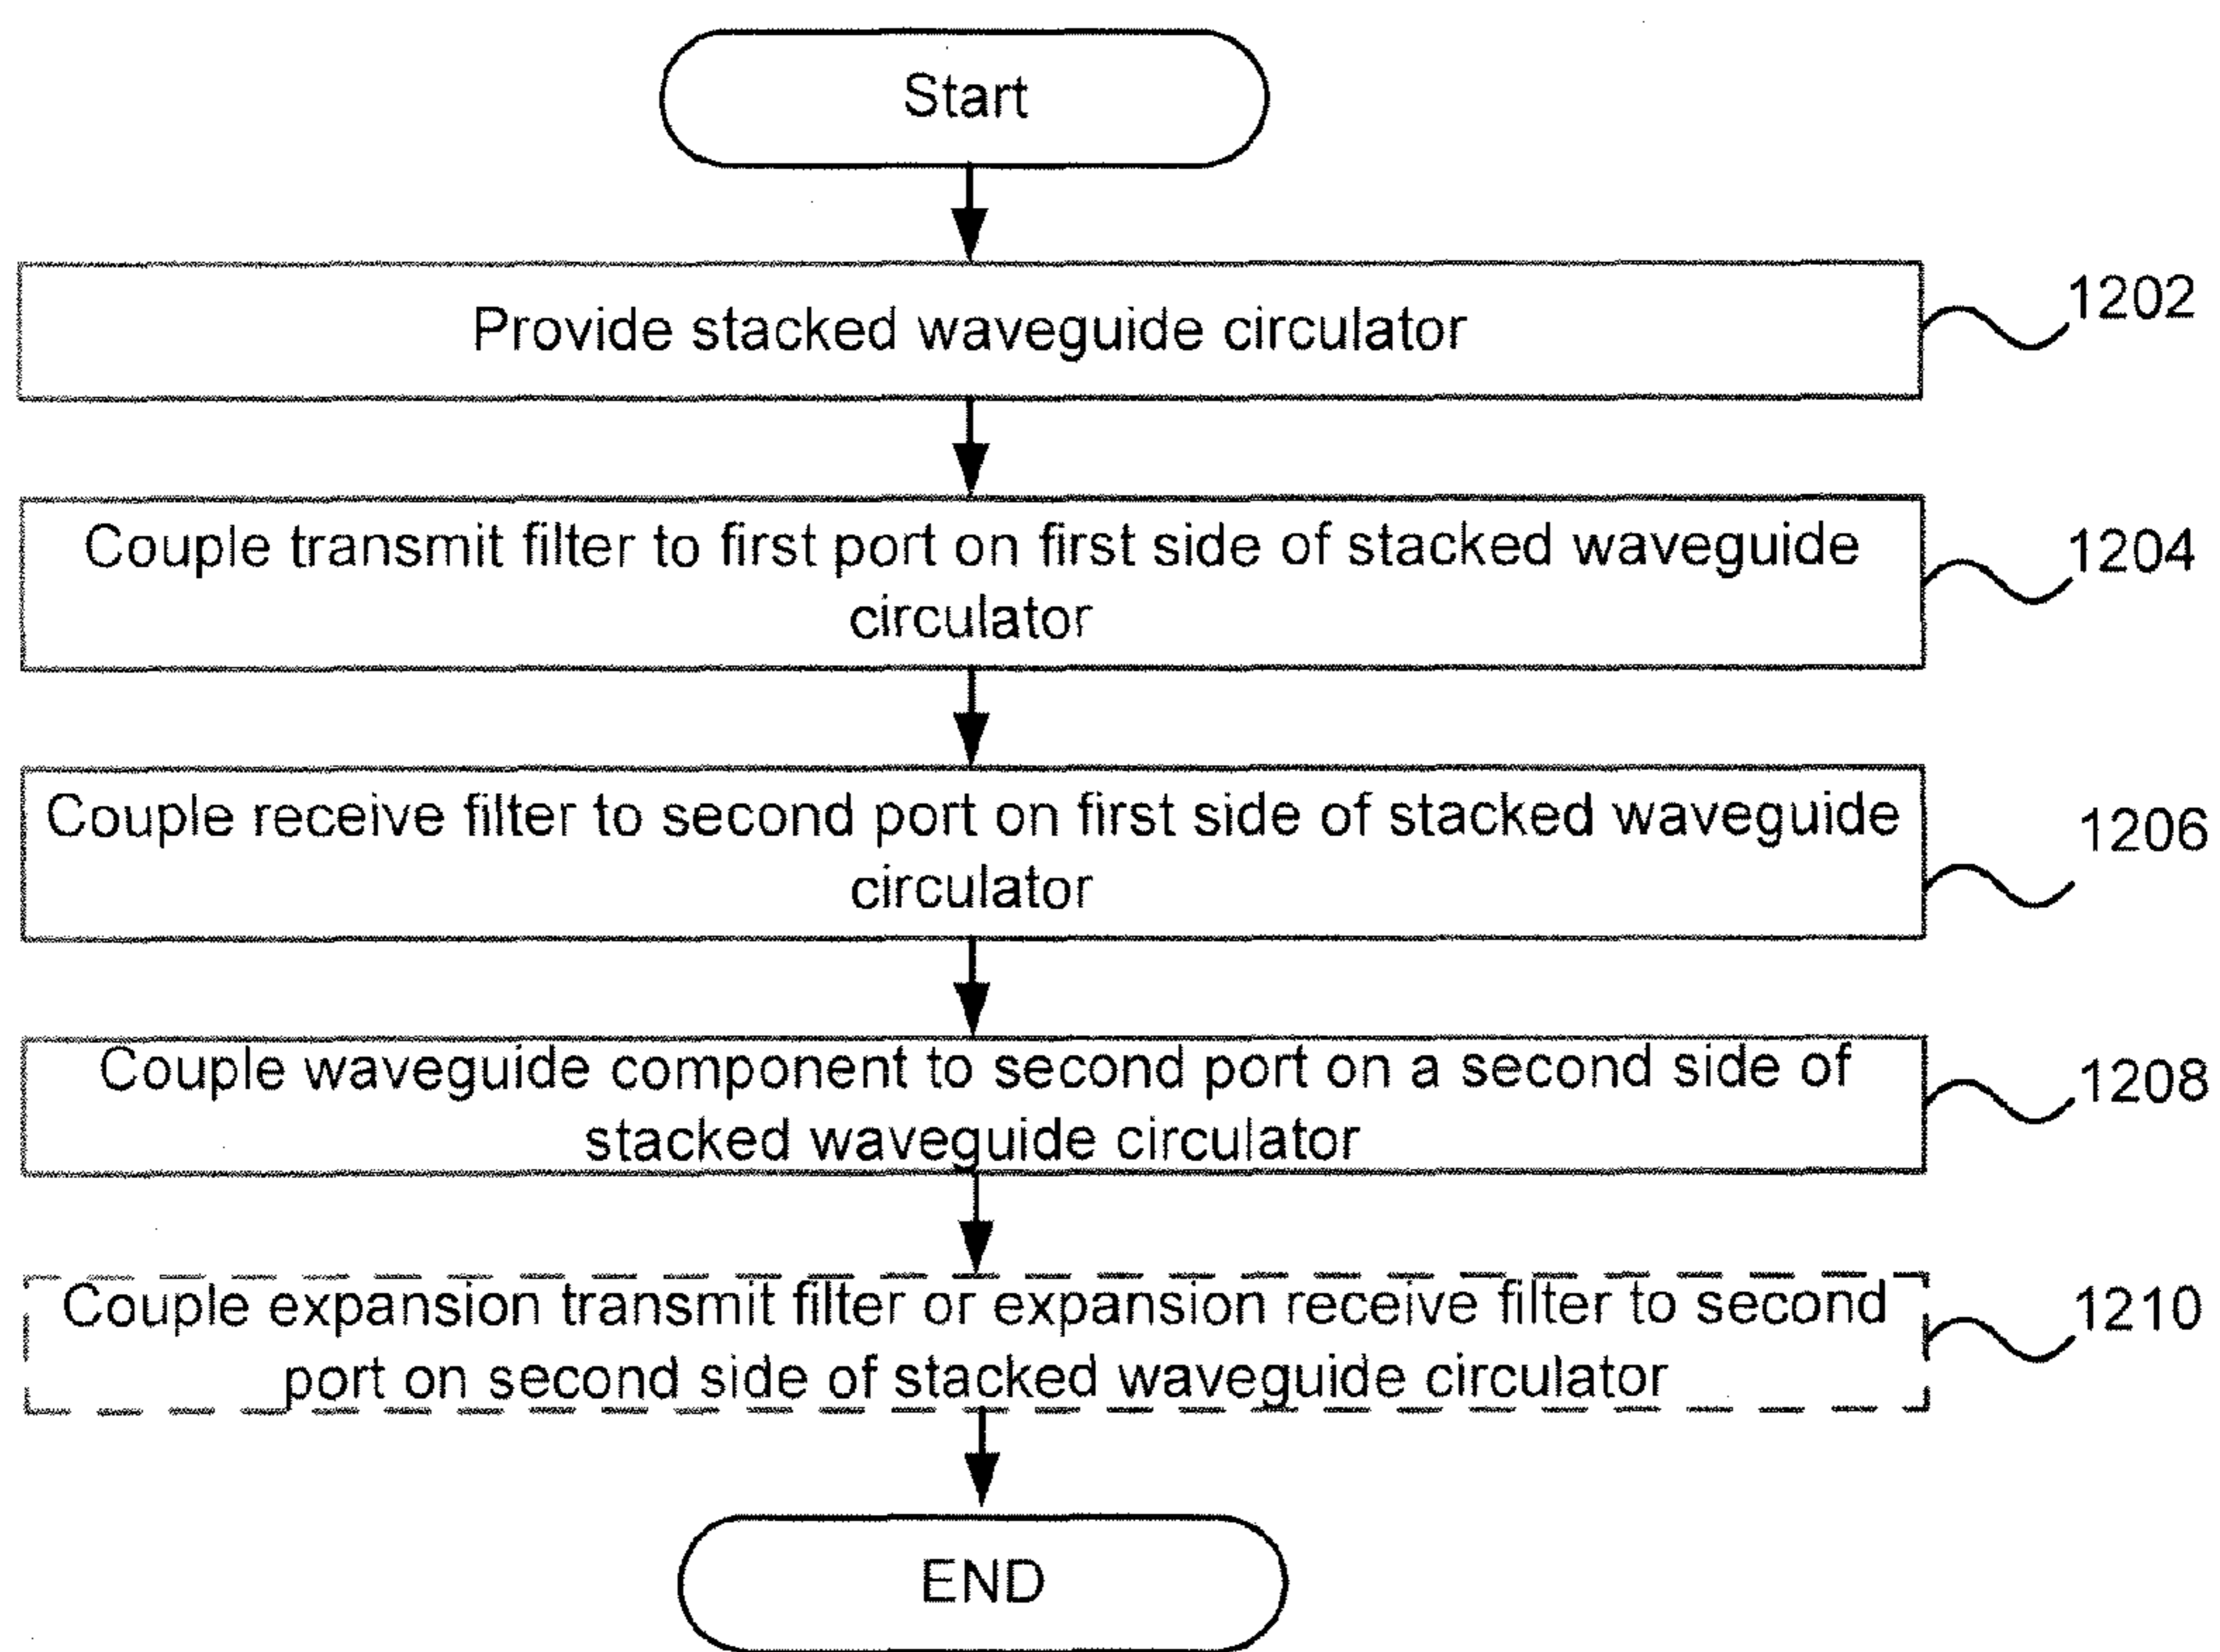 Start
Provide stacked waveguide circulator
1202
Couple transmit filter to first port on first side of stacked waveguide
circulator
1204
Couple receive filter to second port on first side of stacked waveguide
circulator
1206
Couple waveguide component to second port on a second side of
stacked waveguide circulator
1208
Couple expansion transmit filter or expansion receive filter to second
port on second side of stacked waveguide circulator
1210
END